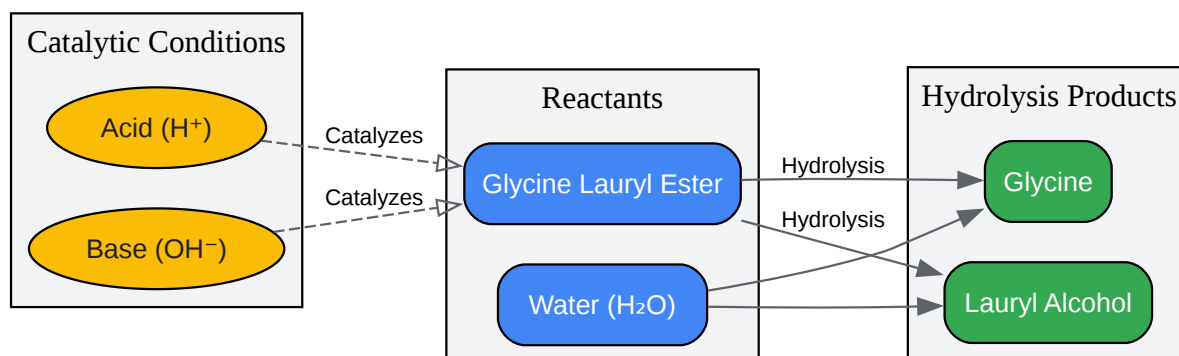 Catalytic Conditions
Acid (H⁺)
Base (OH⁻)
Catalyzes
Catalyzes
Reactants
Glycine Lauryl Ester
Water (H₂O)
Hydrolysis
Hydrolysis
Hydrolysis Products
Glycine
Lauryl Alcohol